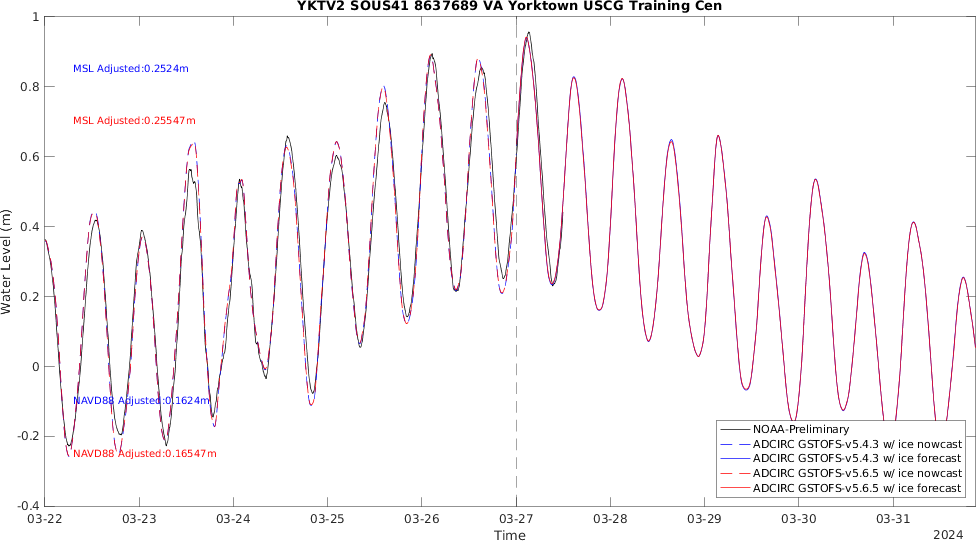 YKTV2 SOUS41 8637689 VA Yorktown USCG Training Cen
1
0.8
0.6
0.4
0.2
0
-0.2
-0.4
Water Level (m)
MSL Adjusted:0.2524m
MSL Adjusted:0.25547m
NAVD88 Adjusted:0.1624m
NAVD88 Adjusted:0.16547m
NOAA-Preliminary
ADCIRC GSTOFS-v5.4.3 w/ ice nowcast
ADCIRC GSTOFS-v5.4.3 w/ ice forecast
ADCIRC GSTOFS-v5.6.5 w/ ice nowcast
ADCIRC GSTOFS-v5.6.5 w/ ice forecast
03-22 03-23 03-24 03-25 03-26 03-27 03-28 03-29 03-30 03-31
Time
2024